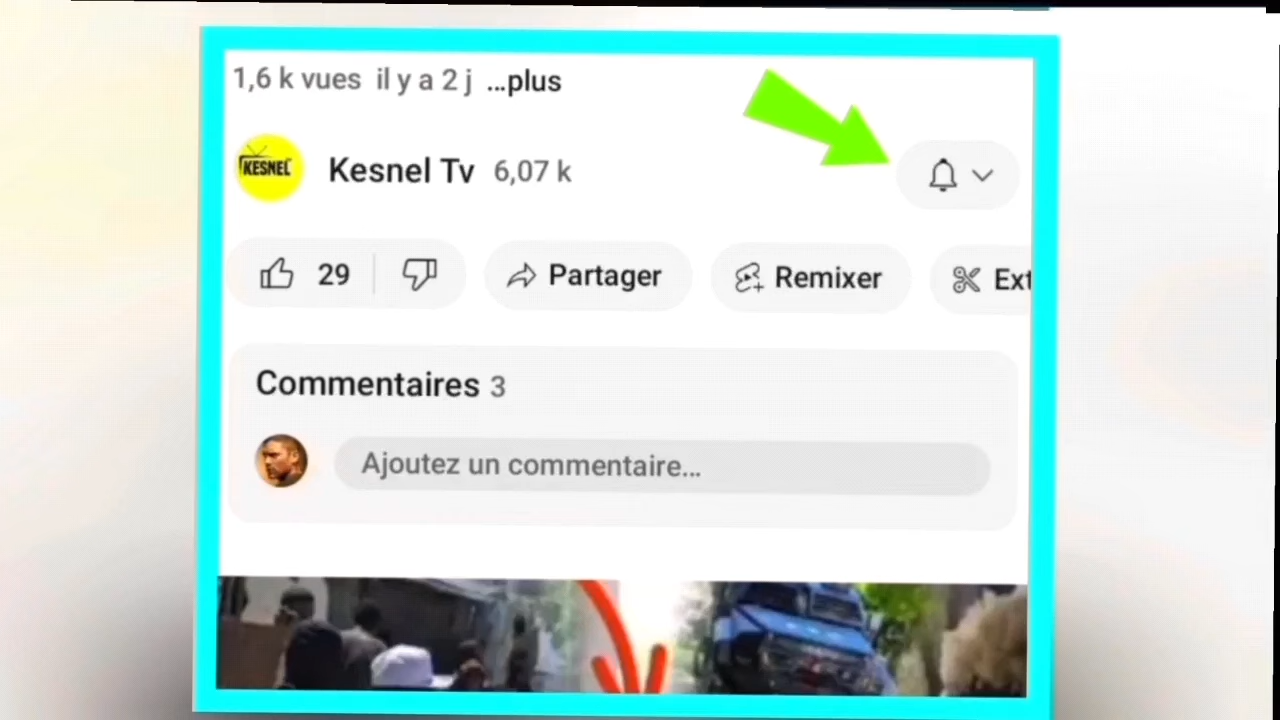 1,6 k vues il y a 2 j ...plus
KESNEL
Kesnel Tv 6,07 k
29
Partager
Remixer
Ext
Commentaires 3
Ajoutez un commentaire...